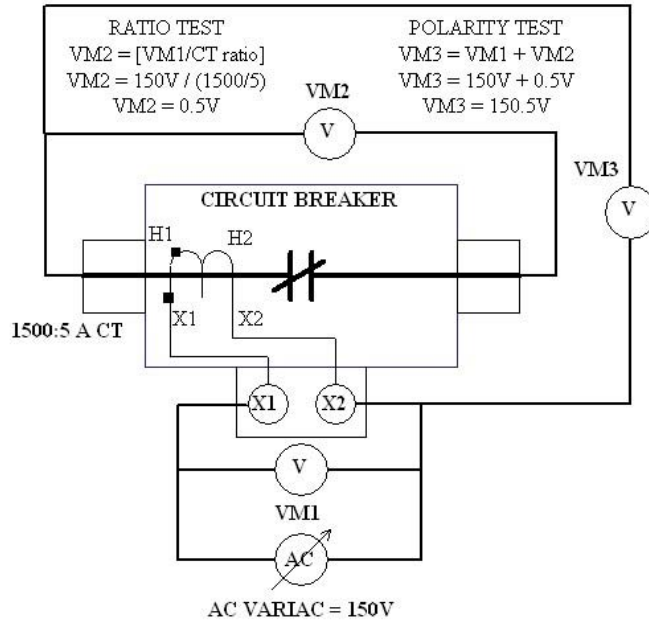 RATIO TEST
VM2 = [VM1/CT ratio]
VM2 = 150V / (1500/5)
VM2 = 0.5V
POLARITY TEST
VM3 = VM1 + VM2
VM3 = 150V + 0.5V
VM3 = 150.5V
VM2
V
VM3
V
CIRCUIT BREAKER
H1
H2
X1
X2
1500:5 A CT
X1
X2
V
VM1
AC
AC VARIAC = 150V